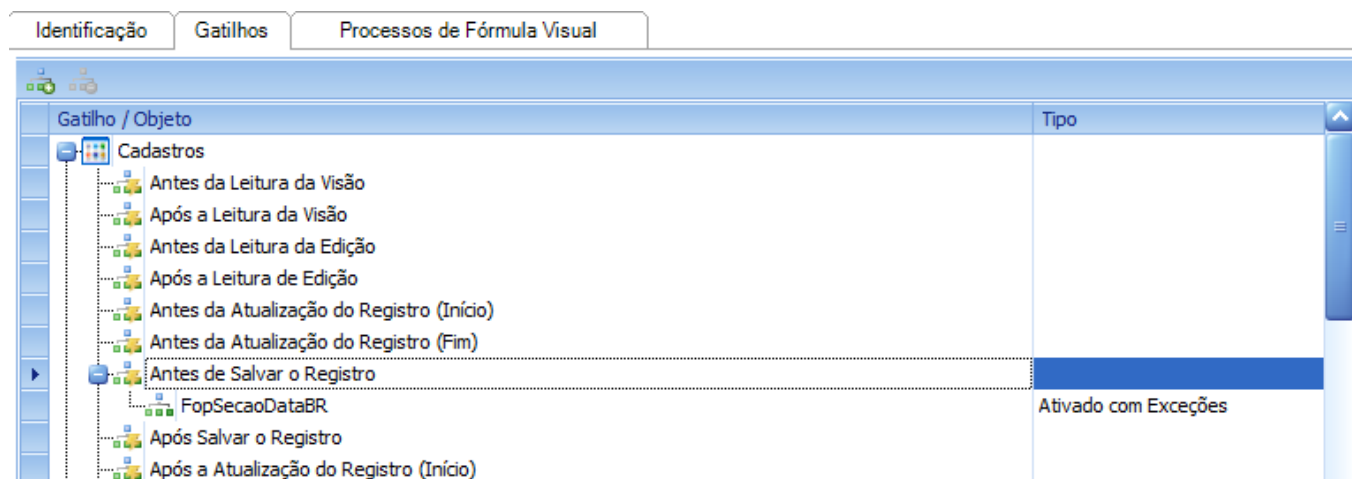 Identificação Gatilhos Processos de Fórmula Visual
Gatilho / Objeto Tipo
Cadastros
Antes da Leitura da Visão
Após a Leitura da Visão
Antes da Leitura da Edição
Após a Leitura de Edição
Antes da Atualização do Registro (Início)
Antes da Atualização do Registro (Fim)
Antes de Salvar o Registro
FopSecaoDataBR Ativado com Exceções
Após Salvar o Registro
Após a Atualização do Registro (Início)